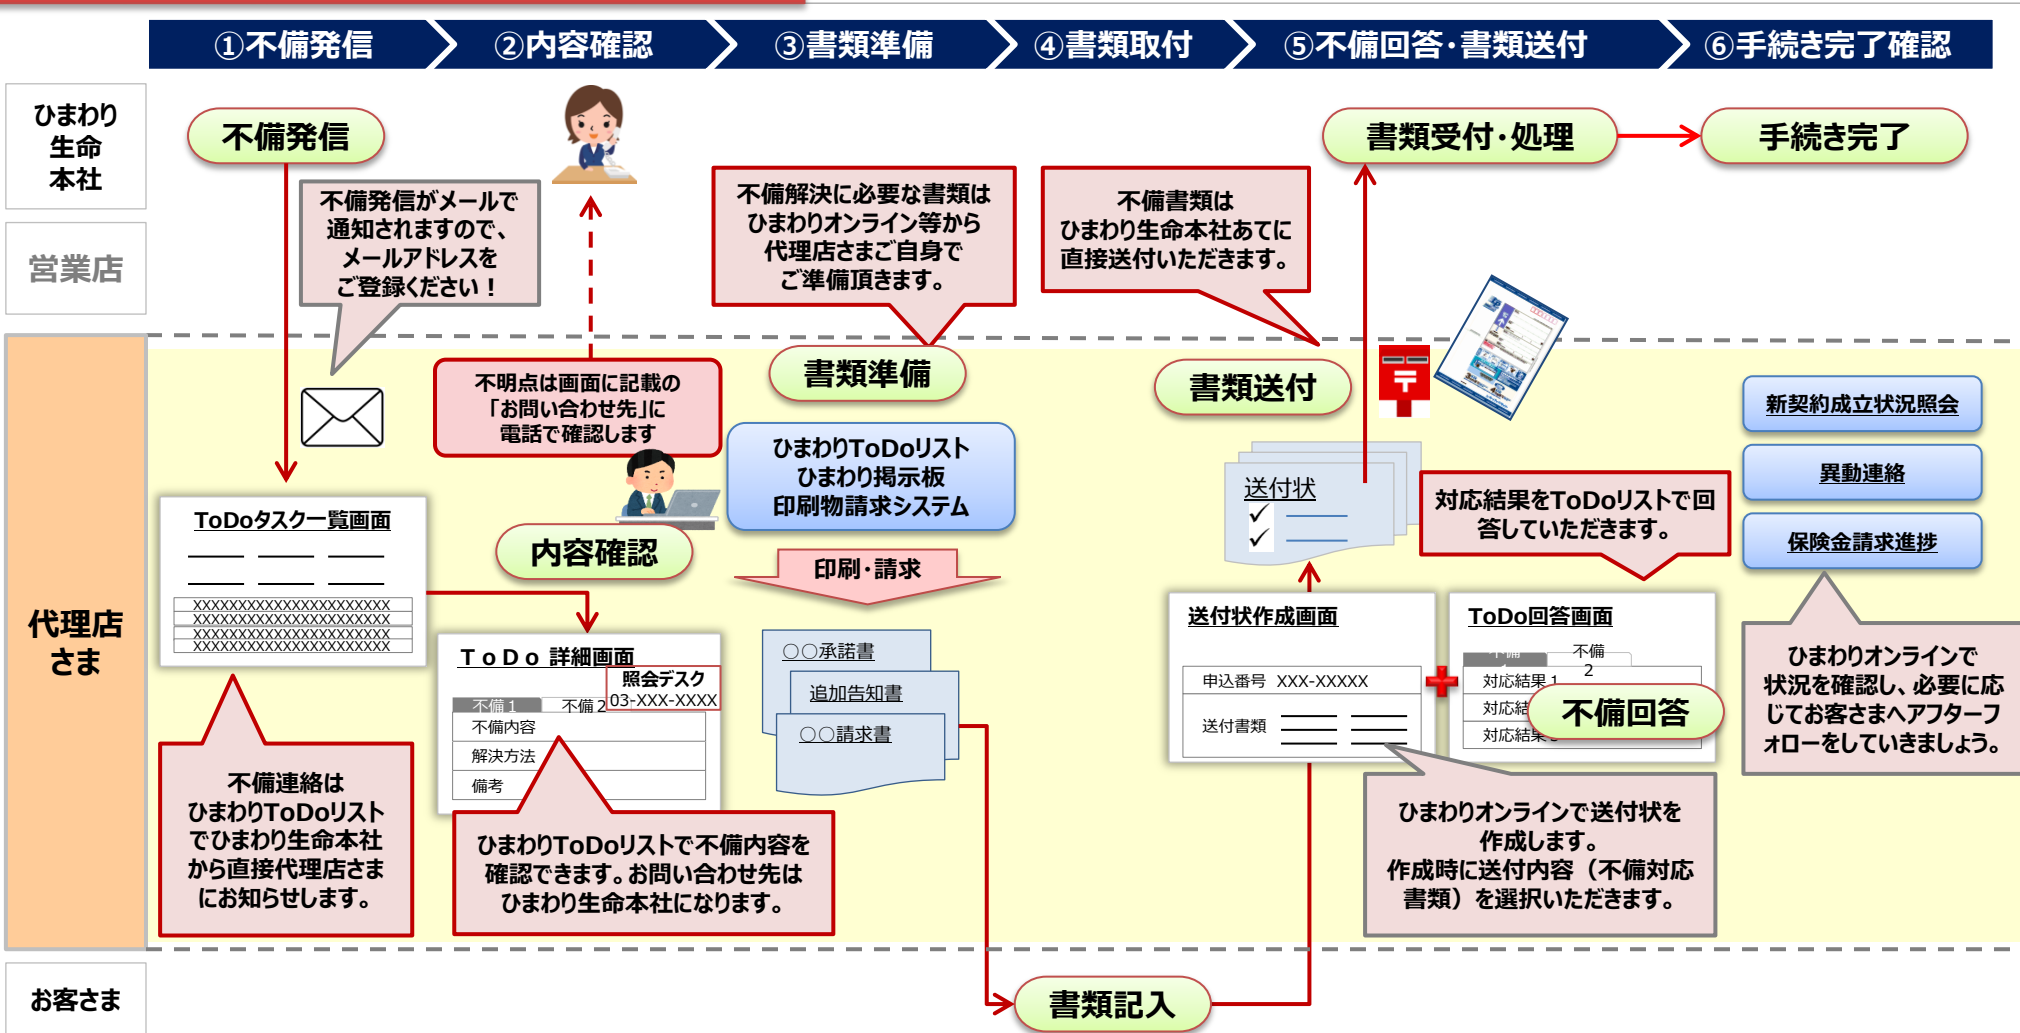 ①不備発信
②内容確認
③書類準備
④書類取付
⑤不備回答・書類送付
⑥手続き完了確認
ひまわり
生命
本社
営業店
代理店
さま
お客さま
不備発信
不備発信がメールで
通知されますので、
メールアドレスを
ご登録ください！
ToDoタスク一覧画面
XXXXXXXXXXXXXXXXXXXXXX
XXXXXXXXXXXXXXXXXXXXXX
XXXXXXXXXXXXXXXXXXXXXX
XXXXXXXXXXXXXXXXXXXXXX
不備連絡は
ひまわりToDoリスト
でひまわり生命本社
から直接代理店さま
にお知らせします。
不明点は画面に記載の
「お問い合わせ先」に
電話で確認します
内容確認
ToDo 詳細画面
照会デスク
03-XXX-XXXX
不備１
不備２
不備内容
解決方法
備考
ひまわりToDoリストで不備内容を
確認できます。お問い合わせ先は
ひまわり生命本社になります。
不備解決に必要な書類は
ひまわりオンライン等から
代理店さまご自身で
ご準備頂きます。
書類準備
ひまわりToDoリスト
ひまわり掲示板
印刷物請求システム
印刷・請求
〇〇承諾書
追加告知書
〇〇請求書
書類記入
不備書類は
ひまわり生命本社あてに
直接送付いただきます。
書類送付
送付状
送付状作成画面
申込番号 XXX-XXXXX
送付書類
ひまわりオンラインで送付状を
作成します。
作成時に送付内容（不備対応
書類）を選択いただきます。
書類受付・処理
対応結果をToDoリストで回
答していただきます。
ToDo回答画面
不備
2
対応結果１
対応結
対応結果
不備回答
手続き完了
新契約成立状況照会
異動連絡
保険金請求進捗
ひまわりオンラインで
状況を確認し、必要に応
じてお客さまへアフターフ
ォローをしていきましょう。